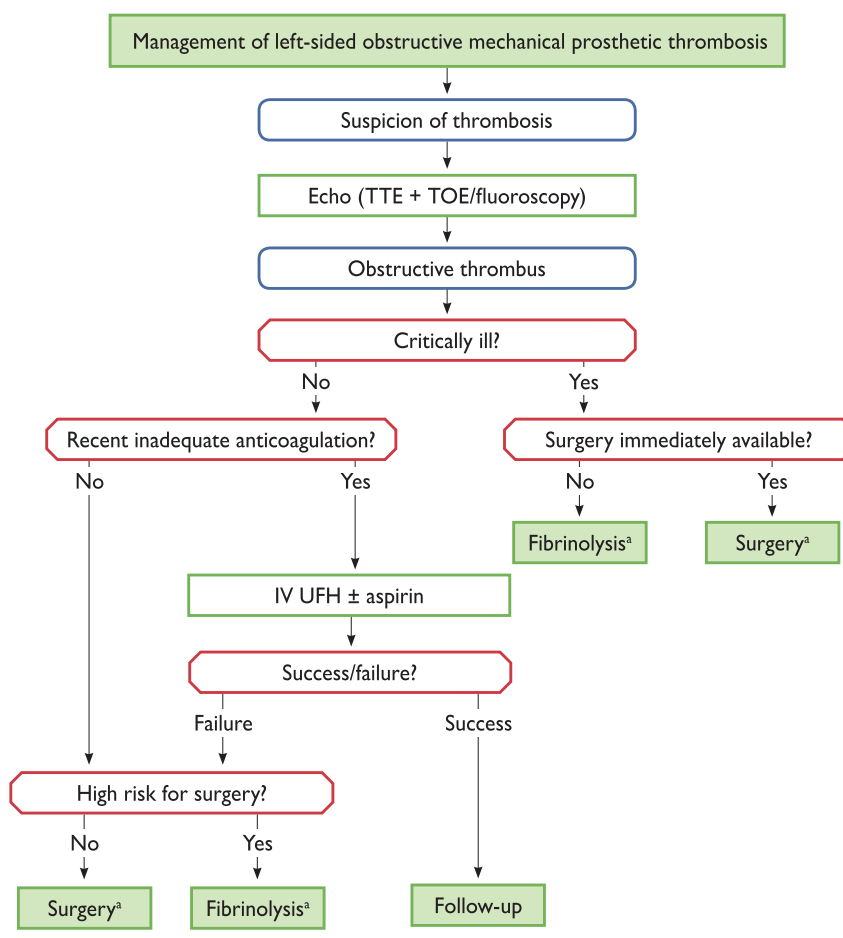 Management of left-sided obstructive mechanical prosthetic thrombosis
Suspicion of thrombosis
Echo (TTE + TOE/fluoroscopy)
Obstructive thrombus
Critically ill?
No
Yes
Recent inadequate anticoagulation?
Surgery immediately available?
No
Yes
No
Yes
Fibrinolysisᵃ
Surgeryᵃ
IV UFH ± aspirin
Success/failure?
Failure
Success
High risk for surgery?
No
Yes
Surgeryᵃ
Fibrinolysisᵃ
Follow-up